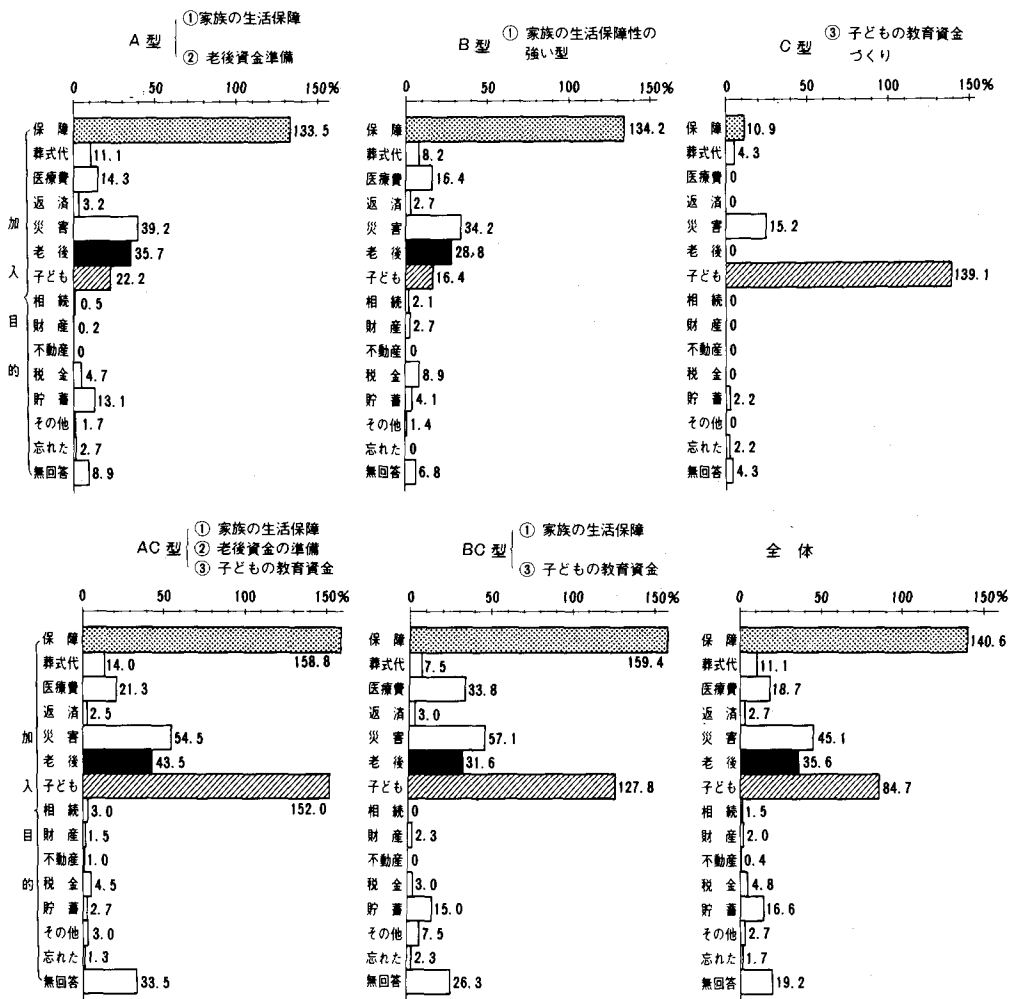 A型 ①家族の生活保障
② 老後資金準備
0 50 100 150%
加入目的
保障 133.5
葬式代 11.1
医療費 14.3
返済 3.2
災害 39.2
老後 35.7
子ども 22.2
相続 0.5
財産 0.2
不動産 0
税金 4.7
貯蓄 13.1
その他 1.7
忘れた 2.7
無回答 8.9
B型 ① 家族の生活保障性の
強い型
0 50 100 150%
保障 134.2
葬式代 8.2
医療費 16.4
返済 2.7
災害 34.2
老後 28.8
子ども 16.4
相続 2.1
財産 2.7
不動産 0
税金 8.9
貯蓄 4.1
その他 1.4
忘れた 0
無回答 6.8
C型 ③ 子どもの教育資金
づくり
0 50 100 150%
保障 10.9
葬式代 4.3
医療費 0
返済 0
災害 15.2
老後 0
子ども 139.1
相続 0
財産 0
不動産 0
税金 0
貯蓄 2.2
その他 0
忘れた 2.2
無回答 4.3
AC型 ① 家族の生活保障
② 老後資金の準備
③ 子どもの教育資金
0 50 100 150%
加入目的
保障 158.8
葬式代 14.0
医療費 21.3
返済 2.5
災害 54.5
老後 43.5
子ども 152.0
相続 3.0
財産 1.5
不動産 1.0
税金 4.5
貯蓄 2.7
その他 3.0
忘れた 1.3
無回答 33.5
BC型 ① 家族の生活保障
③ 子どもの教育資金
0 50 100 150%
保障 159.4
葬式代 7.5
医療費 33.8
返済 3.0
災害 57.1
老後 31.6
子ども 127.8
相続 0
財産 2.3
不動産 0
税金 3.0
貯蓄 15.0
その他 7.5
忘れた 2.3
無回答 26.3
全体
0 50 100 150%
保障 140.6
葬式代 11.1
医療費 18.7
返済 2.7
災害 45.1
老後 35.6
子ども 84.7
相続 1.5
財産 2.0
不動産 0.4
税金 4.8
貯蓄 16.6
その他 2.7
忘れた 1.7
無回答 19.2